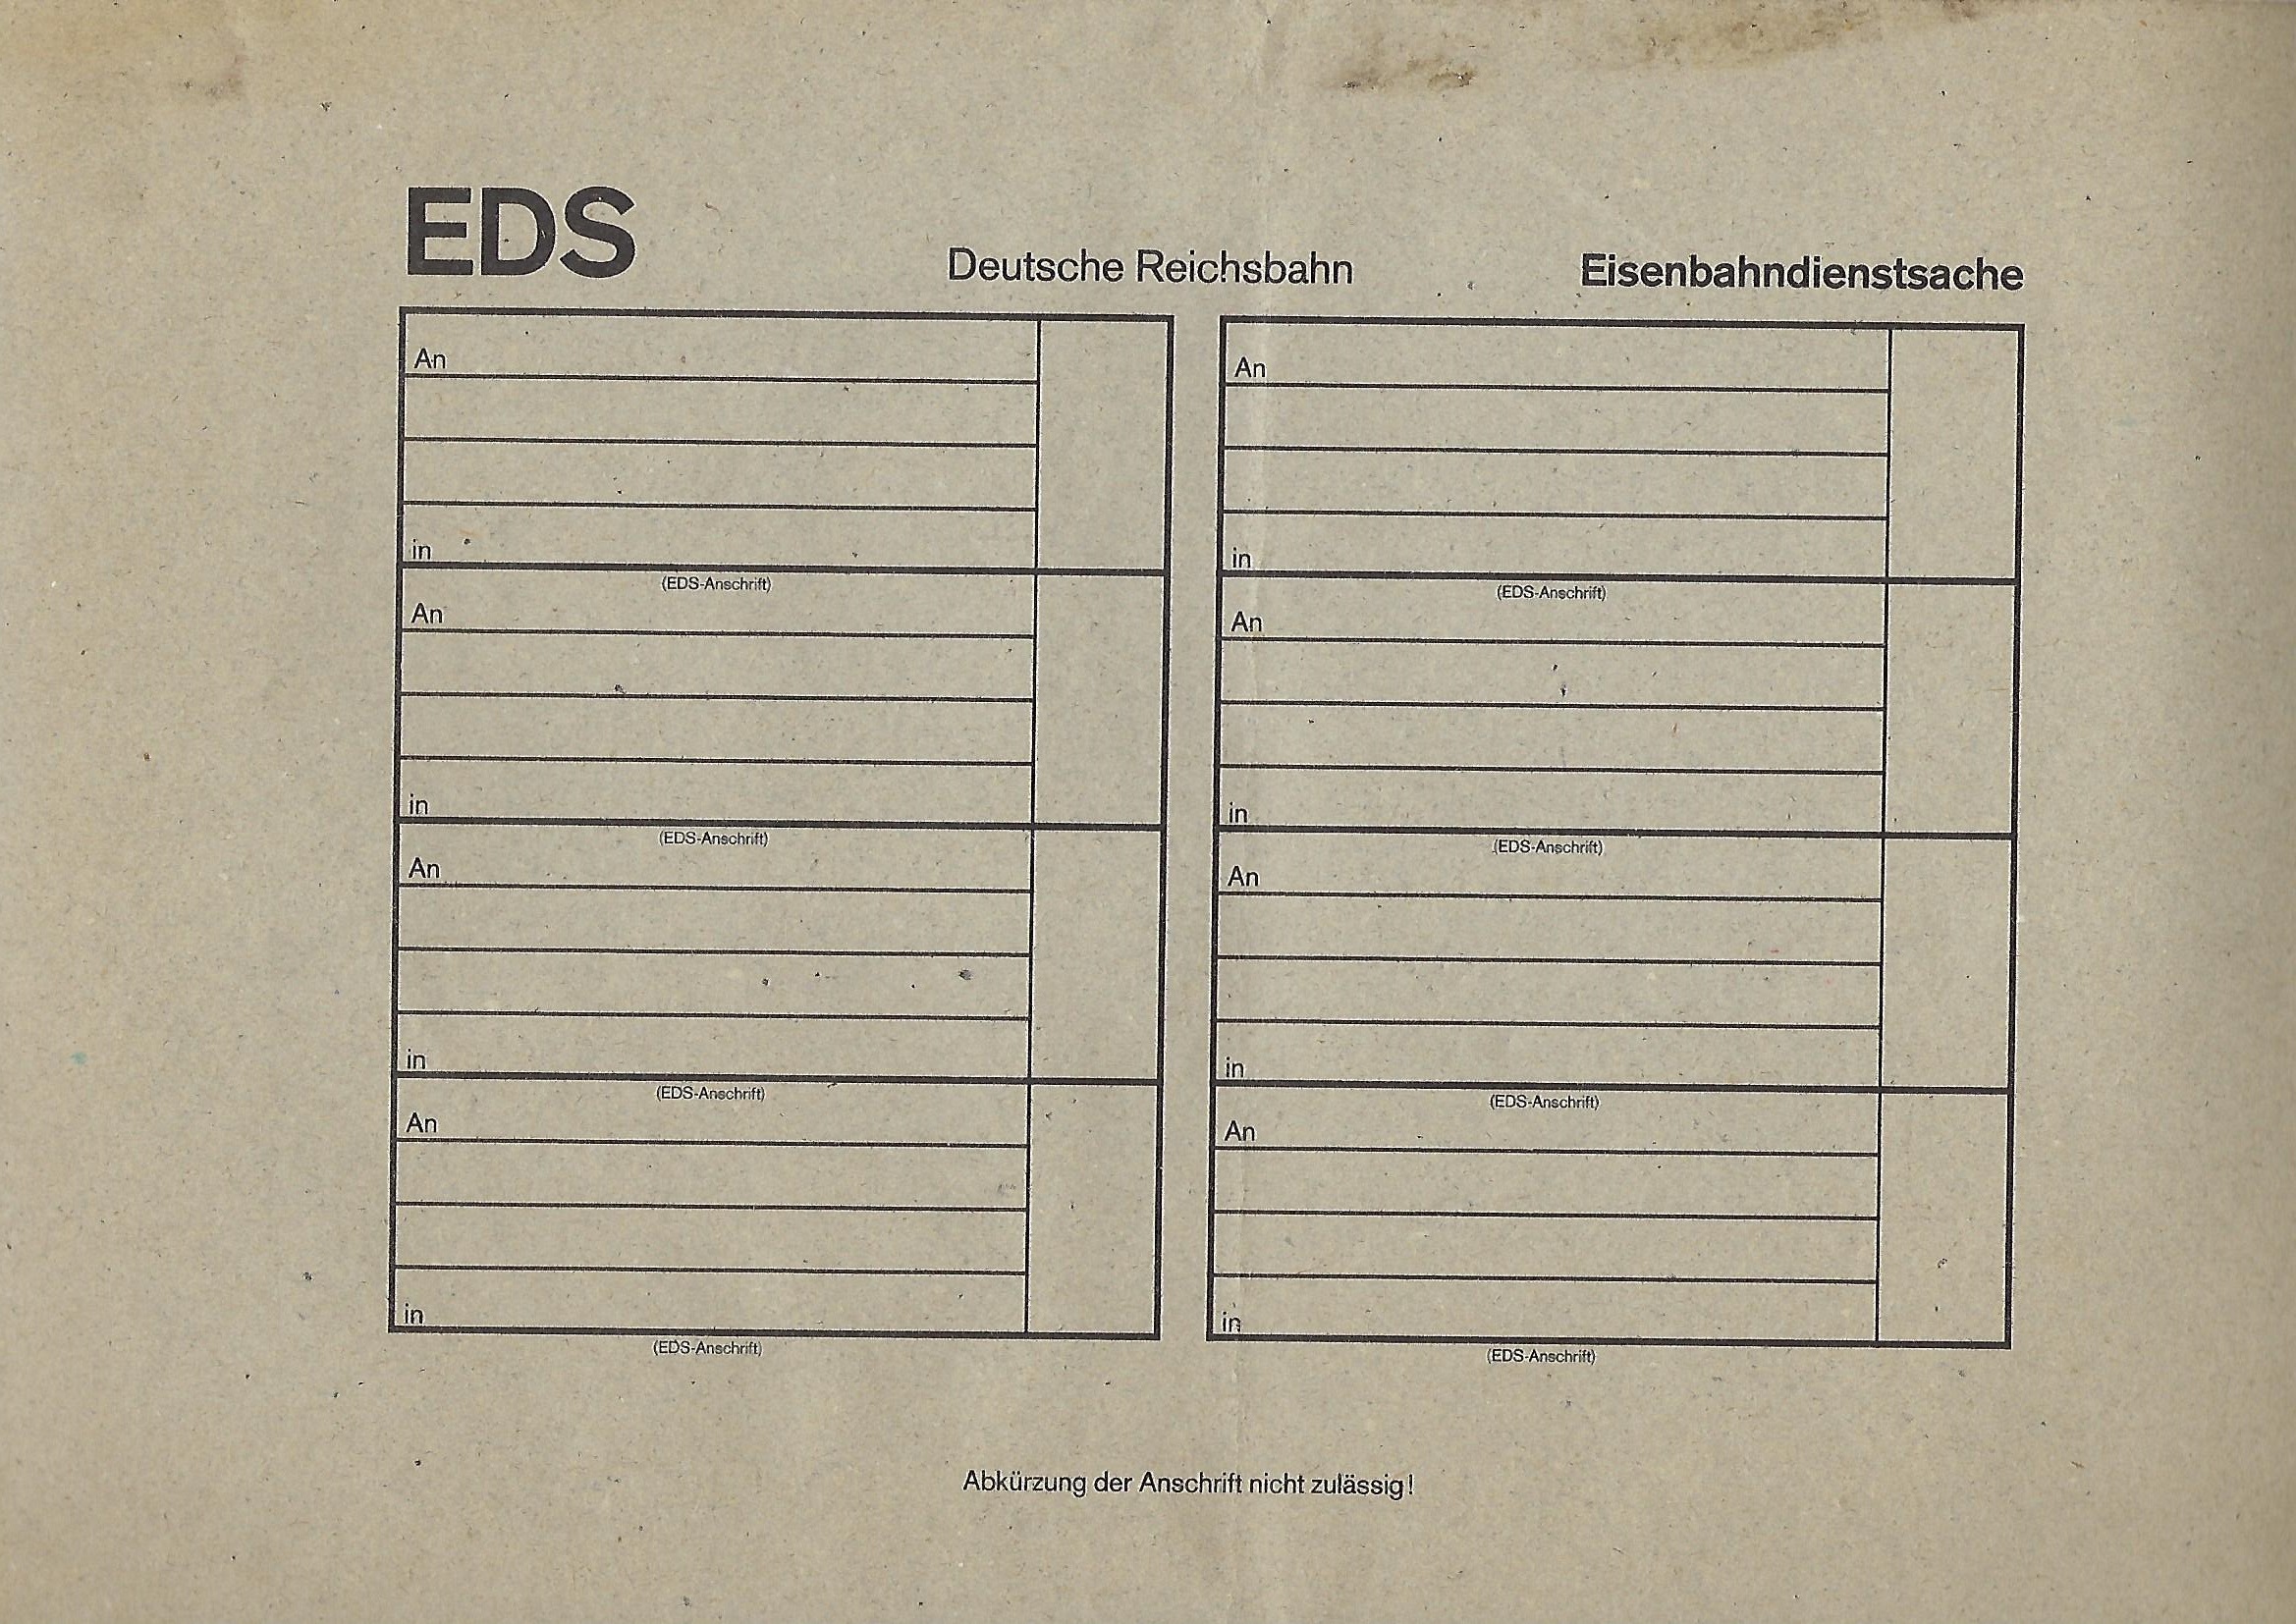 EDS
Deutsche Reichsbahn
Eisenbahndienstsache
An
in
(EDS-Anschrift)
An
in
(EDS-Anschrift)
An
in
(EDS-Anschrift)
An
in
(EDS-Anschrift)
An
in
(EDS-Anschrift)
An
in
(EDS-Anschrift)
An
in
(EDS-Anschrift)
An
in
(EDS-Anschrift)
Abkürzung der Anschrift nicht zulässig!